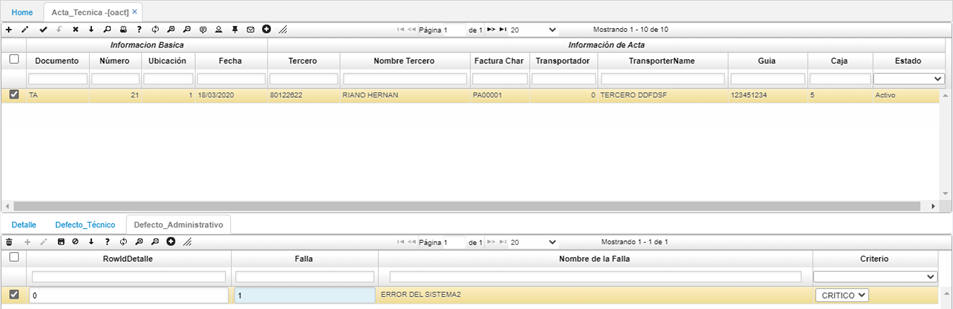 Home Acta_Tecnica -[oact] ×
Página 1 de 1 20 Mostrando 1 - 10 de 10
Informacion Basica Información de Acta
Documento Número Ubicación Fecha Tercero Nombre Tercero Factura Char Transportador TransporterName Guia Caja Estado
TA 21 1 18/03/2020 80122622 RIANO HERNAN PA00001 0 TERCERO DDFDSF 123451234 5 Activo
Detalle Defecto_Técnico Defecto_Administrativo
Página 1 de 1 20 Mostrando 1 - 1 de 1
RowIdDetalle Falla Nombre de la Falla Criterio
0 1 ERROR DEL SISTEMA2 CRITICO